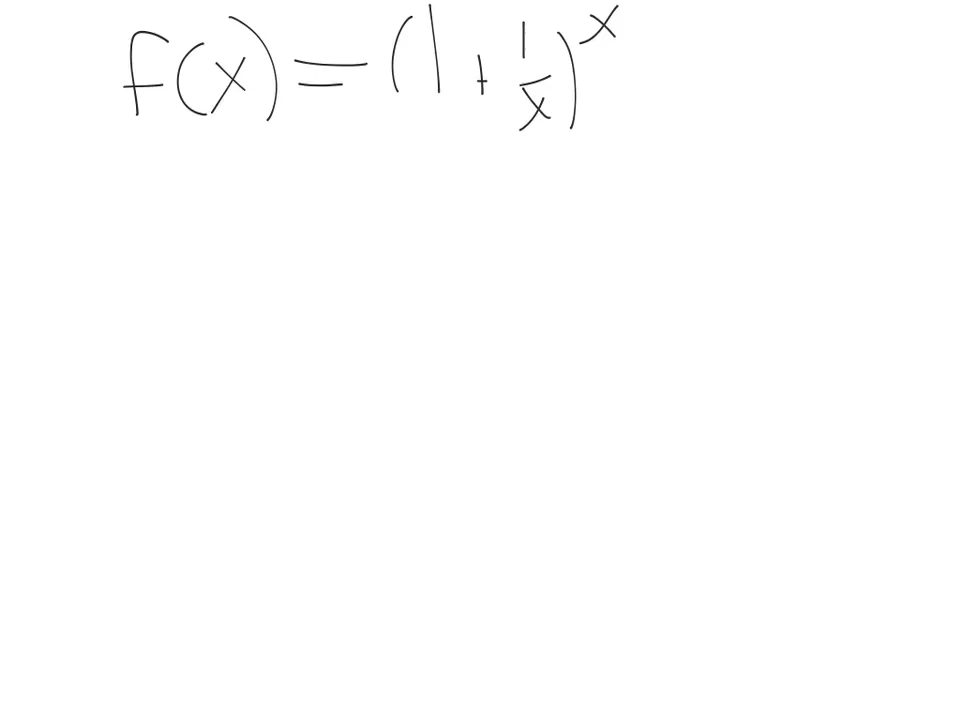 f(x) = (1 + 1/x)^x